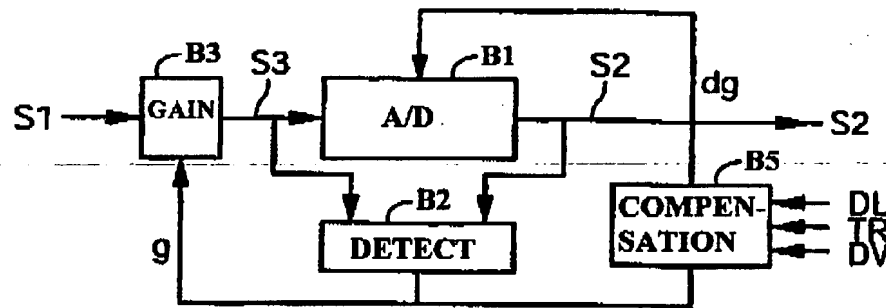 B3
S3
B1
S2
dg
S1
GAIN
A/D
S2
B5
B2
COMPEN-
SATION
DL
TR
DV
DETECT
g